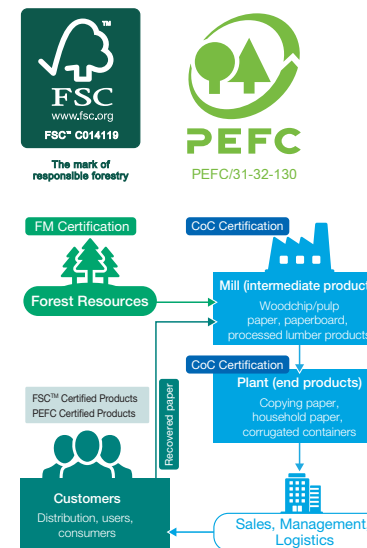 FSC
www.fsc.org
FSC™ C014119
The mark of
responsible forestry
PEFC
PEFC/31-32-130
FM Certification
Forest Resources
CoC Certification
Mill (intermediate product
Woodchip/pulp
paper, paperboard,
processed lumber products
CoC Certification
Plant (end products)
Copying paper,
household paper,
corrugated containers
Recovered paper
FSC™ Certified Products
PEFC Certified Products
Customers
Distribution, users,
consumers
Sales, Management
Logistics